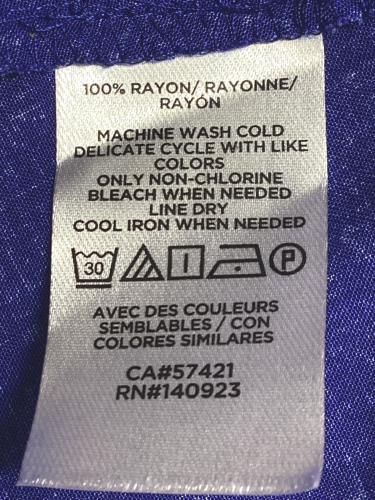 100% RAYON/ RAYONNE/
RAYÓN
MACHINE WASH COLD
DELICATE CYCLE WITH LIKE
COLORS
ONLY NON-CHLORINE
BLEACH WHEN NEEDED
LINE DRY
COOL IRON WHEN NEEDED
30 P
AVEC DES COULEURS
SEMBLABLES / CON
COLORES SIMILARES
CA#57421
RN#140923